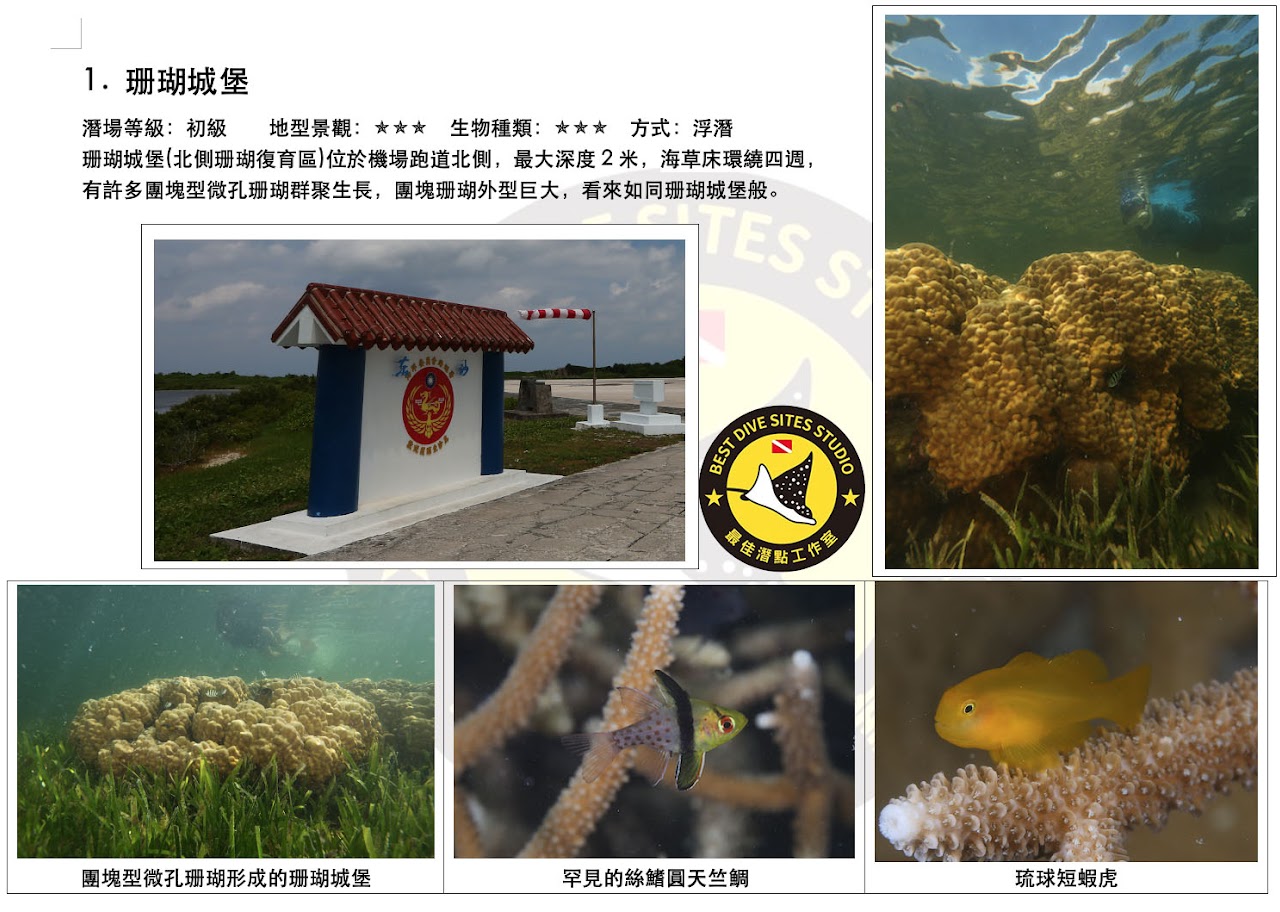 1. 珊瑚城堡
潛場等級：初級　　地型景觀：★★★　生物種類：★★★　方式：浮潛
珊瑚城堡(北側珊瑚復育區)位於機場跑道北側，最大深度 2 米，海草床環繞四週，
有許多團塊型微孔珊瑚群聚生長，團塊珊瑚外型巨大，看來如同珊瑚城堡般。
BEST DIVE SITES STUDIO
最佳潛點工作室
團塊型微孔珊瑚形成的珊瑚城堡
罕見的絲鰭圓天竺鯛
琉球短蝦虎